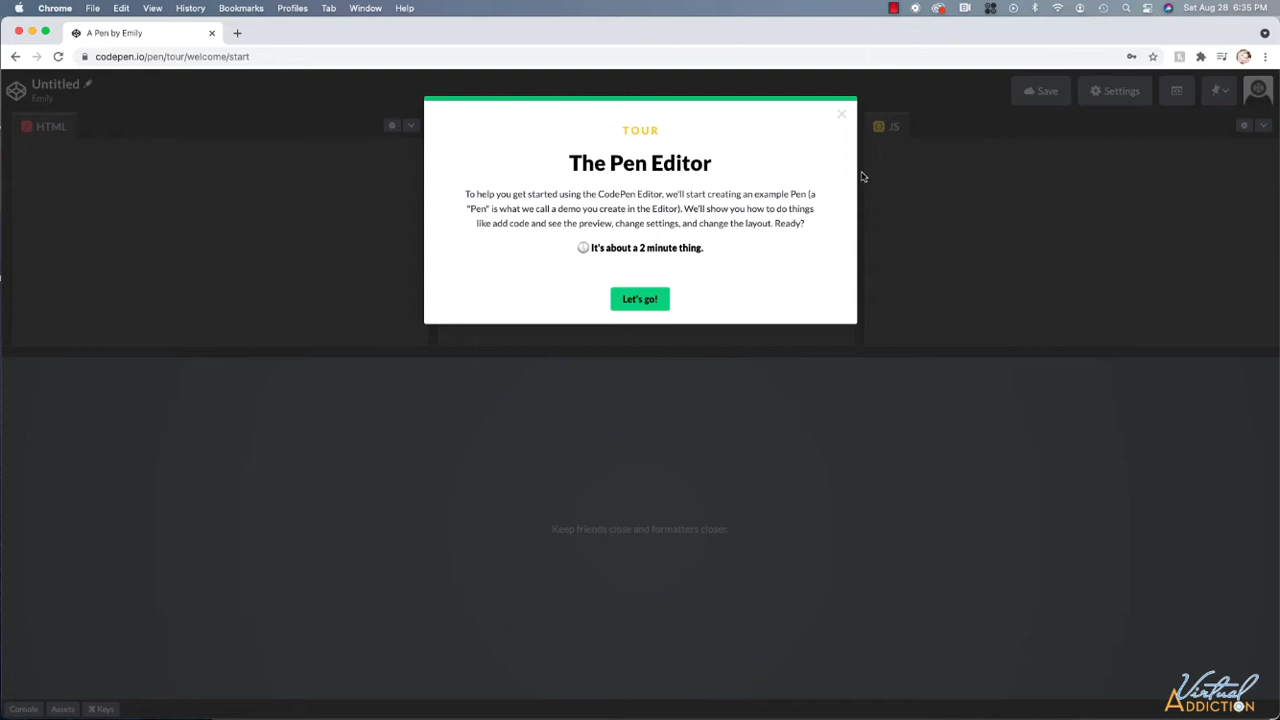 Chrome File Edit View History Bookmarks Profiles Tab Window Help
Sat Aug 28 6:35 PM
A Pen by Emily
codepen.io/pen/tour/welcome/start
Untitled
Emily
Save
Settings
HTML
JS
TOUR
The Pen Editor
To help you get started using the CodePen Editor, we'll start creating an example Pen (a
"Pen" is what we call a demo you create in the Editor). We'll show you how to do things
like add code and see the preview, change settings, and change the layout. Ready?
It's about a 2 minute thing.
Let's go!
Keep friends close and formatters closer.
Console Assets ⌘ Keys
Virtual
ADDICTION